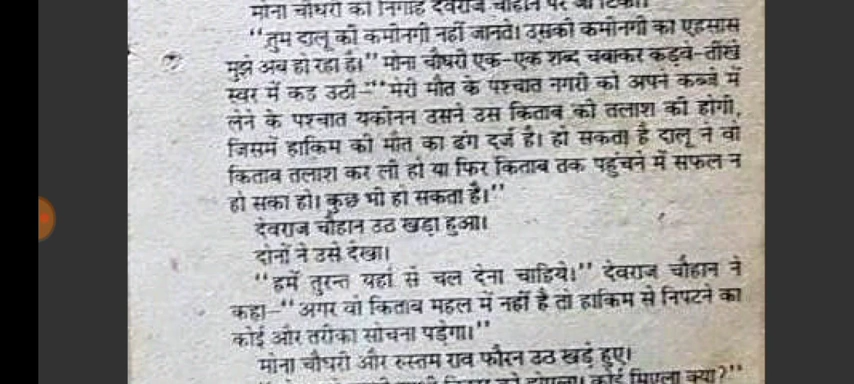 मोना चौधरी की निगाह देवराज चौहान पर जा टिकी।
‘‘तुम दालू की कमीनगी नहीं जानते। उसकी कमीनगी का एहसास
मुझे अब हो रहा है।’’ मोना चौधरी एक-एक शब्द चबाकर कड़वे-तीखे
स्वर में कह उठी-‘‘मेरी मौत के पश्चात नगरी को अपने कब्जे में
लेने के पश्चात यकीनन उसने उस किताब को तलाश की होगी,
जिसमें हाकिम की मौत का ढंग दर्ज है। हो सकता है दालू ने वो
किताब तलाश कर ली हो या फिर किताब तक पहुंचने में सफल न
हो सका हो। कुछ भी हो सकता है।’’
देवराज चौहान उठ खड़ा हुआ।
दोनों ने उसे देखा।
‘‘हमें तुरन्त यहां से चल देना चाहिये।’’ देवराज चौहान ने
कहा-‘‘अगर वो किताब महल में नहीं है तो हाकिम से निपटने का
कोई और तरीका सोचना पड़ेगा।’’
मोना चौधरी और रुस्तम राव फौरन उठ खड़े हुए।
कोई मिएला क्या?’’